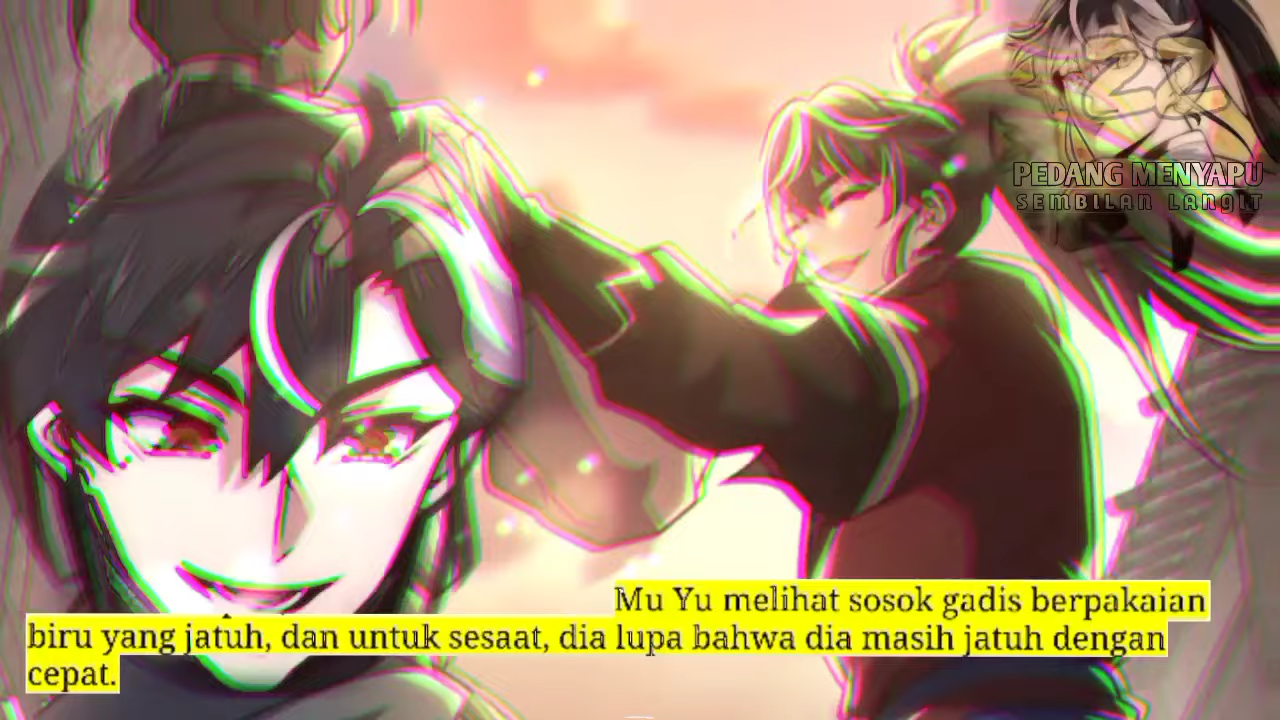 22
PEDANG MENYAPU
SEMBILAN LANGIT
Mu Yu melihat sosok gadis berpakaian
biru yang jatuh, dan untuk sesaat, dia lupa bahwa dia masih jatuh dengan
cepat.